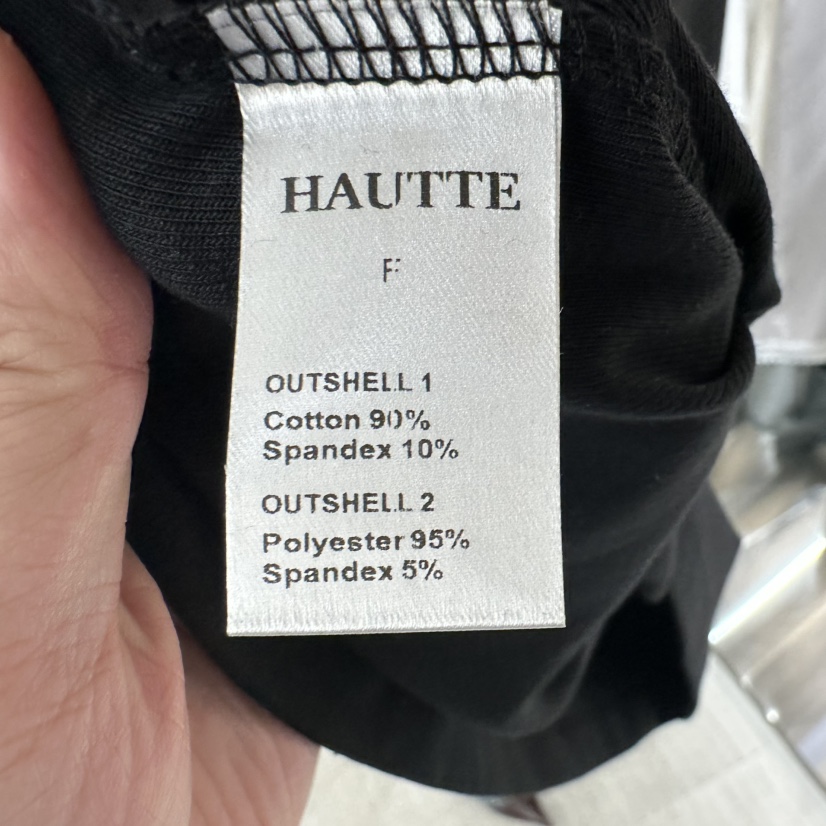 HAUTTE
F
OUTSHELL 1
Cotton 90%
Spandex 10%
OUTSHELL 2
Polyester 95%
Spandex 5%